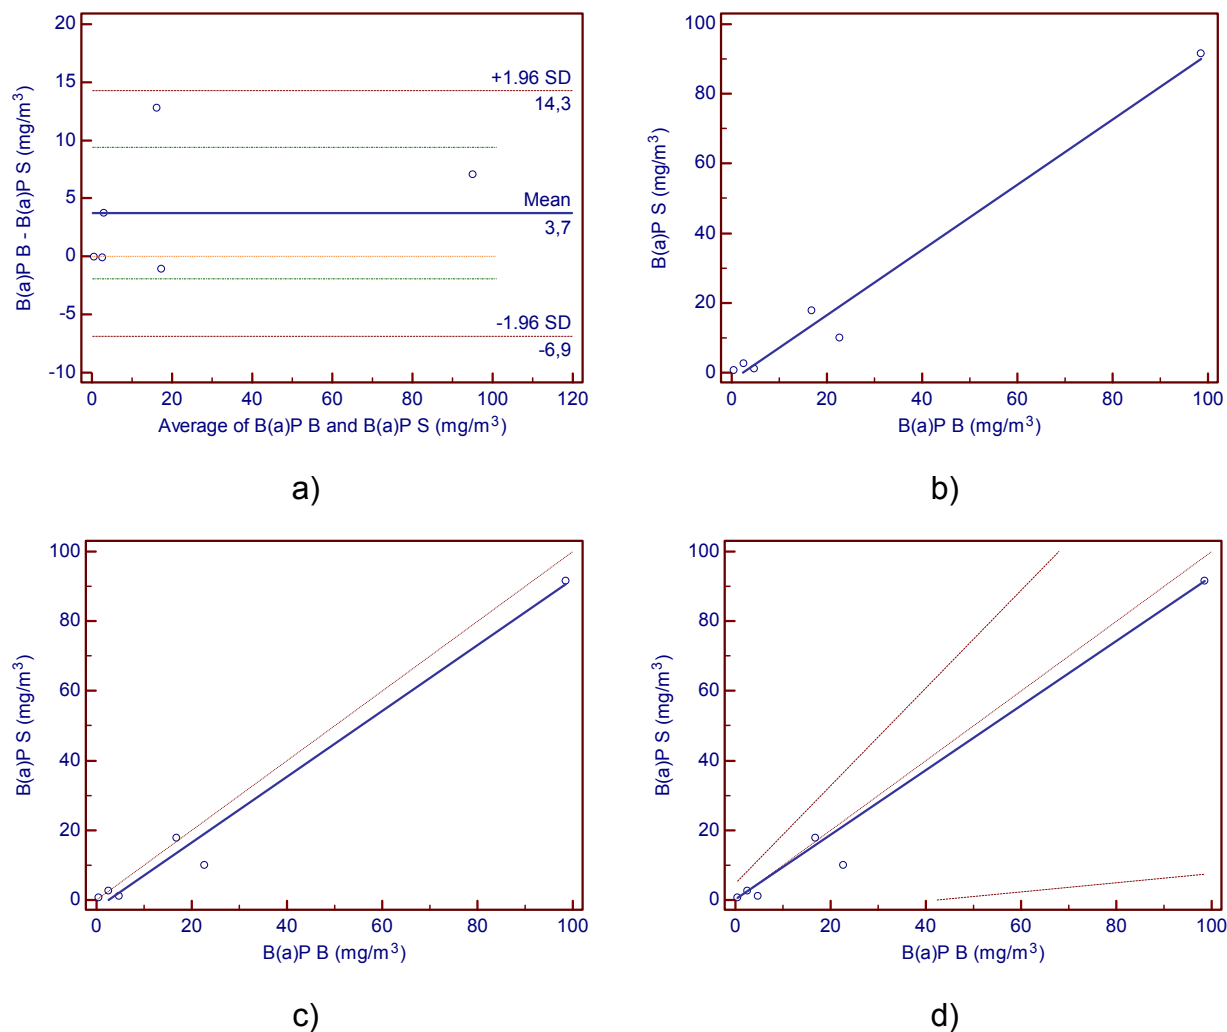 20
15
10
5
0
-5
-10
B(a)P B - B(a)P S (mg/m³)
+1.96 SD
14,3
Mean
3,7
-1.96 SD
-6,9
0 20 40 60 80 100 120
Average of B(a)P B and B(a)P S (mg/m³)
a)
100
80
60
40
20
0
B(a)P S (mg/m³)
0 20 40 60 80 100
B(a)P B (mg/m³)
b)
100
80
60
40
20
0
B(a)P S (mg/m³)
0 20 40 60 80 100
B(a)P B (mg/m³)
c)
100
80
60
40
20
0
B(a)P S (mg/m³)
0 20 40 60 80 100
B(a)P B (mg/m³)
d)